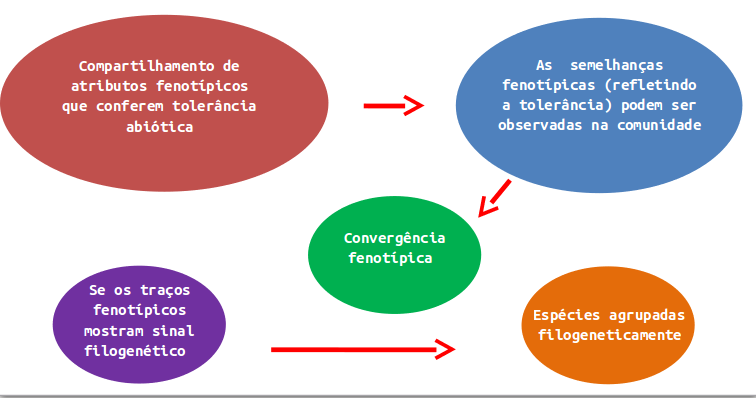 Compartilhamento de
atributos fenotípicos
que conferem tolerância
abiótica
As  semelhanças
fenotípicas (refletindo
a tolerância) podem ser
observadas na comunidade
Convergência
fenotípica
Se os traços
fenotípicos
mostram sinal
filogenético
Espécies agrupadas
filogeneticamente